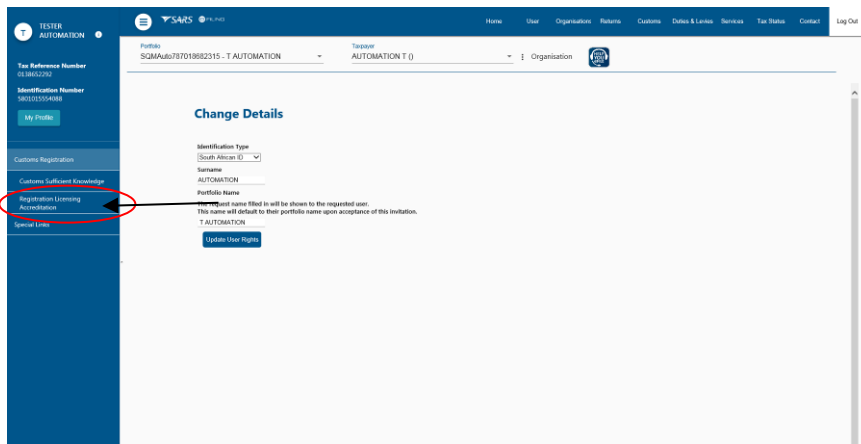 TESTER
AUTOMATION
T
Tax Reference Number
0138652292
Identification Number
5801015554088
My Profile
Customs Registration
Customs Sufficient Knowledge
Registration Licensing
Accreditation
Special Links
SARS eFILING
Home User Organisations Returns Customs Duties & Levies Services Tax Status Contact Log Out
Portfolio
SQMAuto787018682315 - T AUTOMATION
Taxpayer
AUTOMATION T ()
Organisation
Change Details
Identification Type
South African ID
Surname
AUTOMATION
Portfolio Name
The request name filled in will be shown to the requested user.
This name will default to their portfolio name upon acceptance of this invitation.
T AUTOMATION
Update User Rights